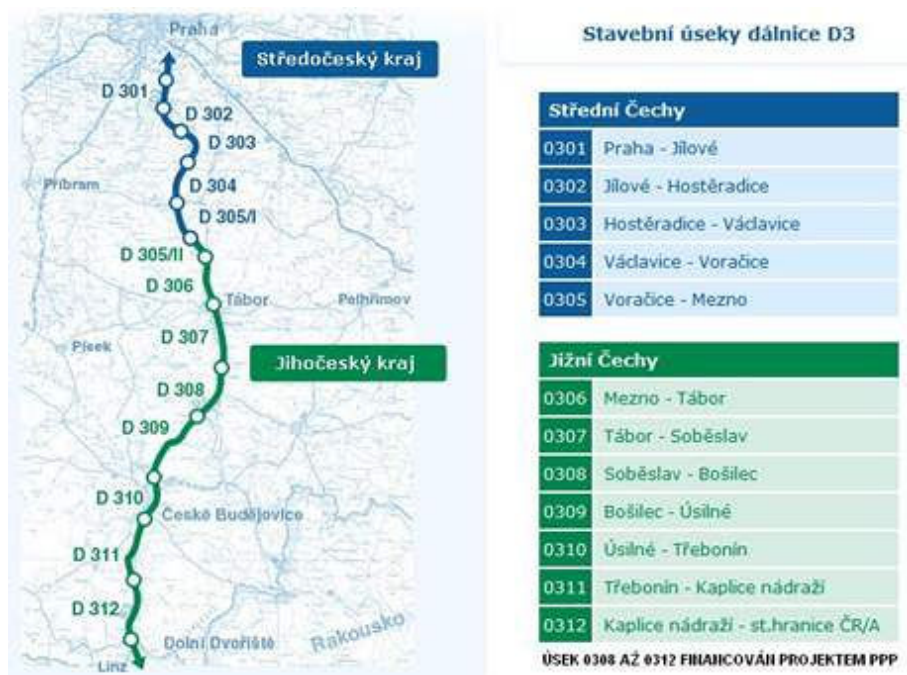 Praha
Středočeský kraj
D 301
D 302
D 303
Příbram
D 304
D 305/I
D 305/II
D 306
Tábor
Pelhřimov
D 307
Písek
Jihočeský kraj
D 308
D 309
D 310
České Budějovice
D 311
D 312
Dolní Dvořiště
Rakousko
Linz
Stavební úseky dálnice D3
Střední Čechy
0301 Praha - Jílové
0302 Jílové - Hostěradice
0303 Hostěradice - Václavice
0304 Václavice - Voračice
0305 Voračice - Mezno
Jižní Čechy
0306 Mezno - Tábor
0307 Tábor - Soběslav
0308 Soběslav - Bošilec
0309 Bošilec - Úsilné
0310 Úsilné - Třebonín
0311 Třebonín - Kaplice nádraží
0312 Kaplice nádraží - st.hranice ČR/A
ÚSEK 0308 AŽ 0312 FINANCOVÁN PROJEKTEM PPP